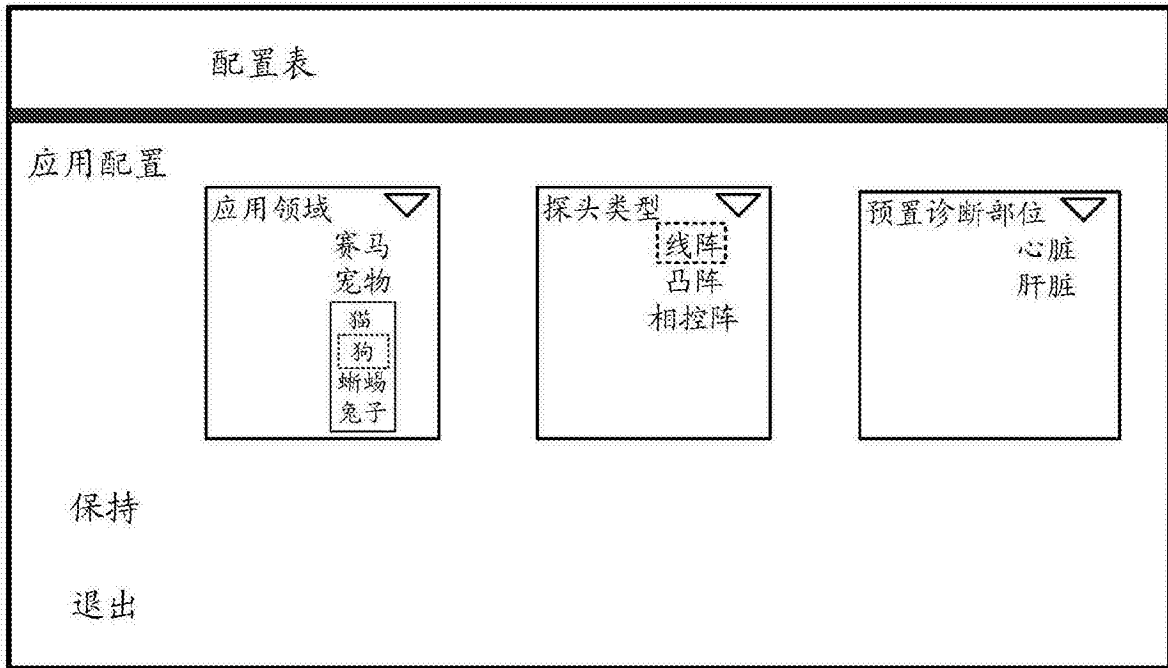 配置表
应用配置
应用领域
赛马
宠物
猫
狗
蜥蜴
兔子
探头类型
线阵
凸阵
相控阵
预置诊断部位
心脏
肝脏
保持
退出